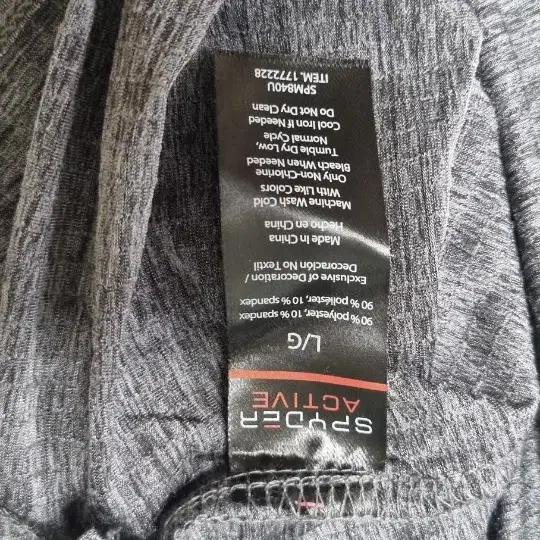 SPYDER
ACTIVE
L/G
90% polyester, 10% spandex
90% poliéster, 10% spandex
Exclusive of Decoration /
Decoración No Textil
Made in China
Hecho en China
Machine Wash Cold
With Like Colors
Only Non-Chlorine
Bleach When Needed
Tumble Dry Low,
Normal Cycle
Cool Iron If Needed
Do Not Dry Clean
ITEM. 1772228
SPM840U